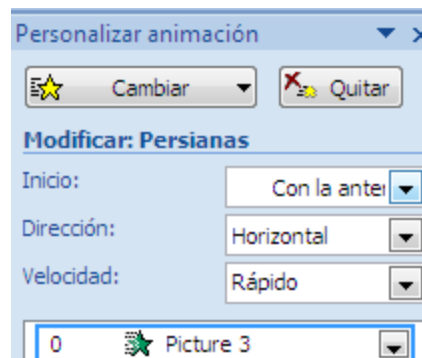 Personalizar animación
Cambiar
Quitar
Modificar: Persianas
Inicio:
Con la anter
Dirección:
Horizontal
Velocidad:
Rápido
0 Picture 3